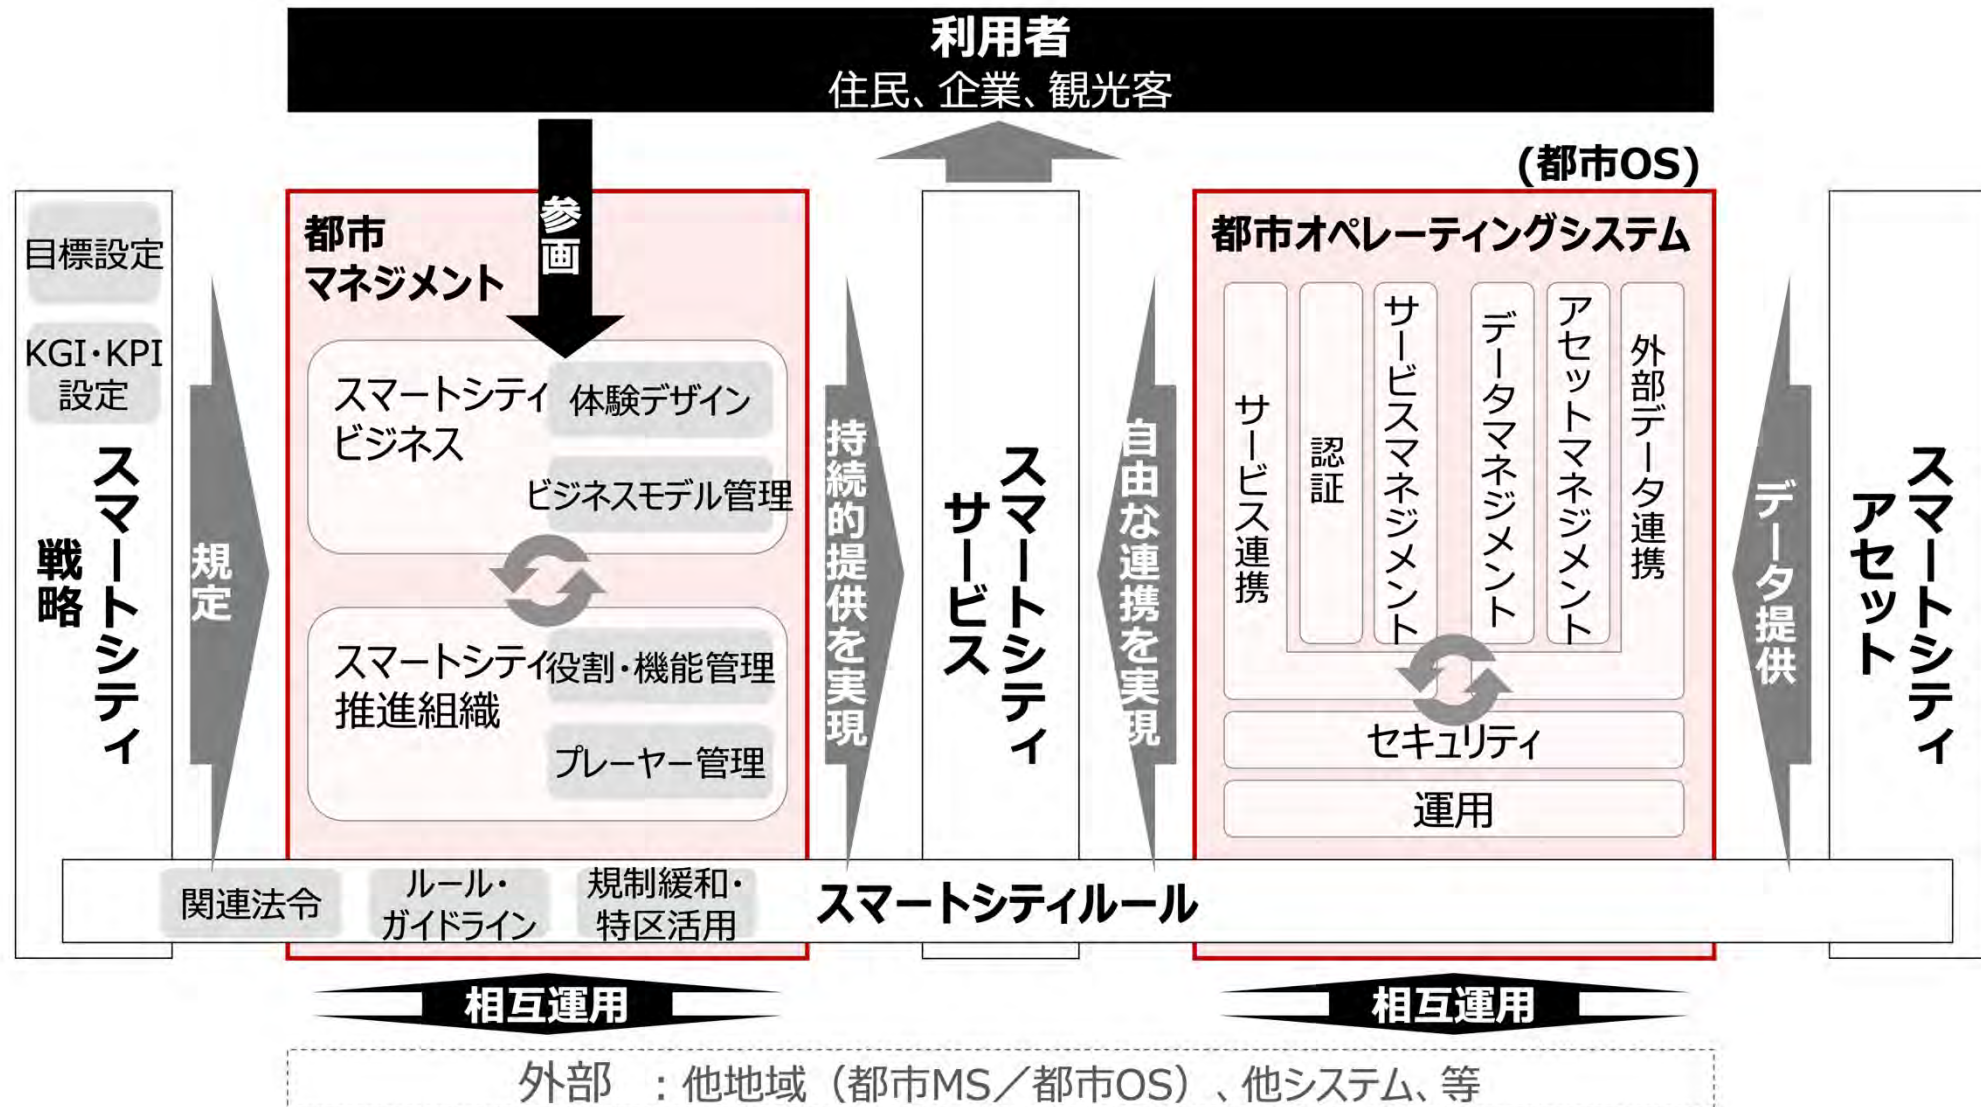 利用者
住民、企業、観光客
参画
(都市OS)
目標設定
KGI・KPI
設定
スマートシティ
戦略
規定
都市
マネジメント
スマートシティ
ビジネス
体験デザイン
ビジネスモデル管理
スマートシティ
推進組織
役割・機能管理
プレーヤー管理
持続的提供を実現
スマートシティ
サービス
自由な連携を実現
都市オペレーティングシステム
サービス連携
認証
サービスマネジメント
データマネジメント
アセットマネジメント
外部データ連携
セキュリティ
運用
データ提供
スマートシティ
アセット
関連法令
ルール・
ガイドライン
規制緩和・
特区活用
スマートシティルール
相互運用
相互運用
外部　：他地域（都市MS／都市OS）、他システム、等